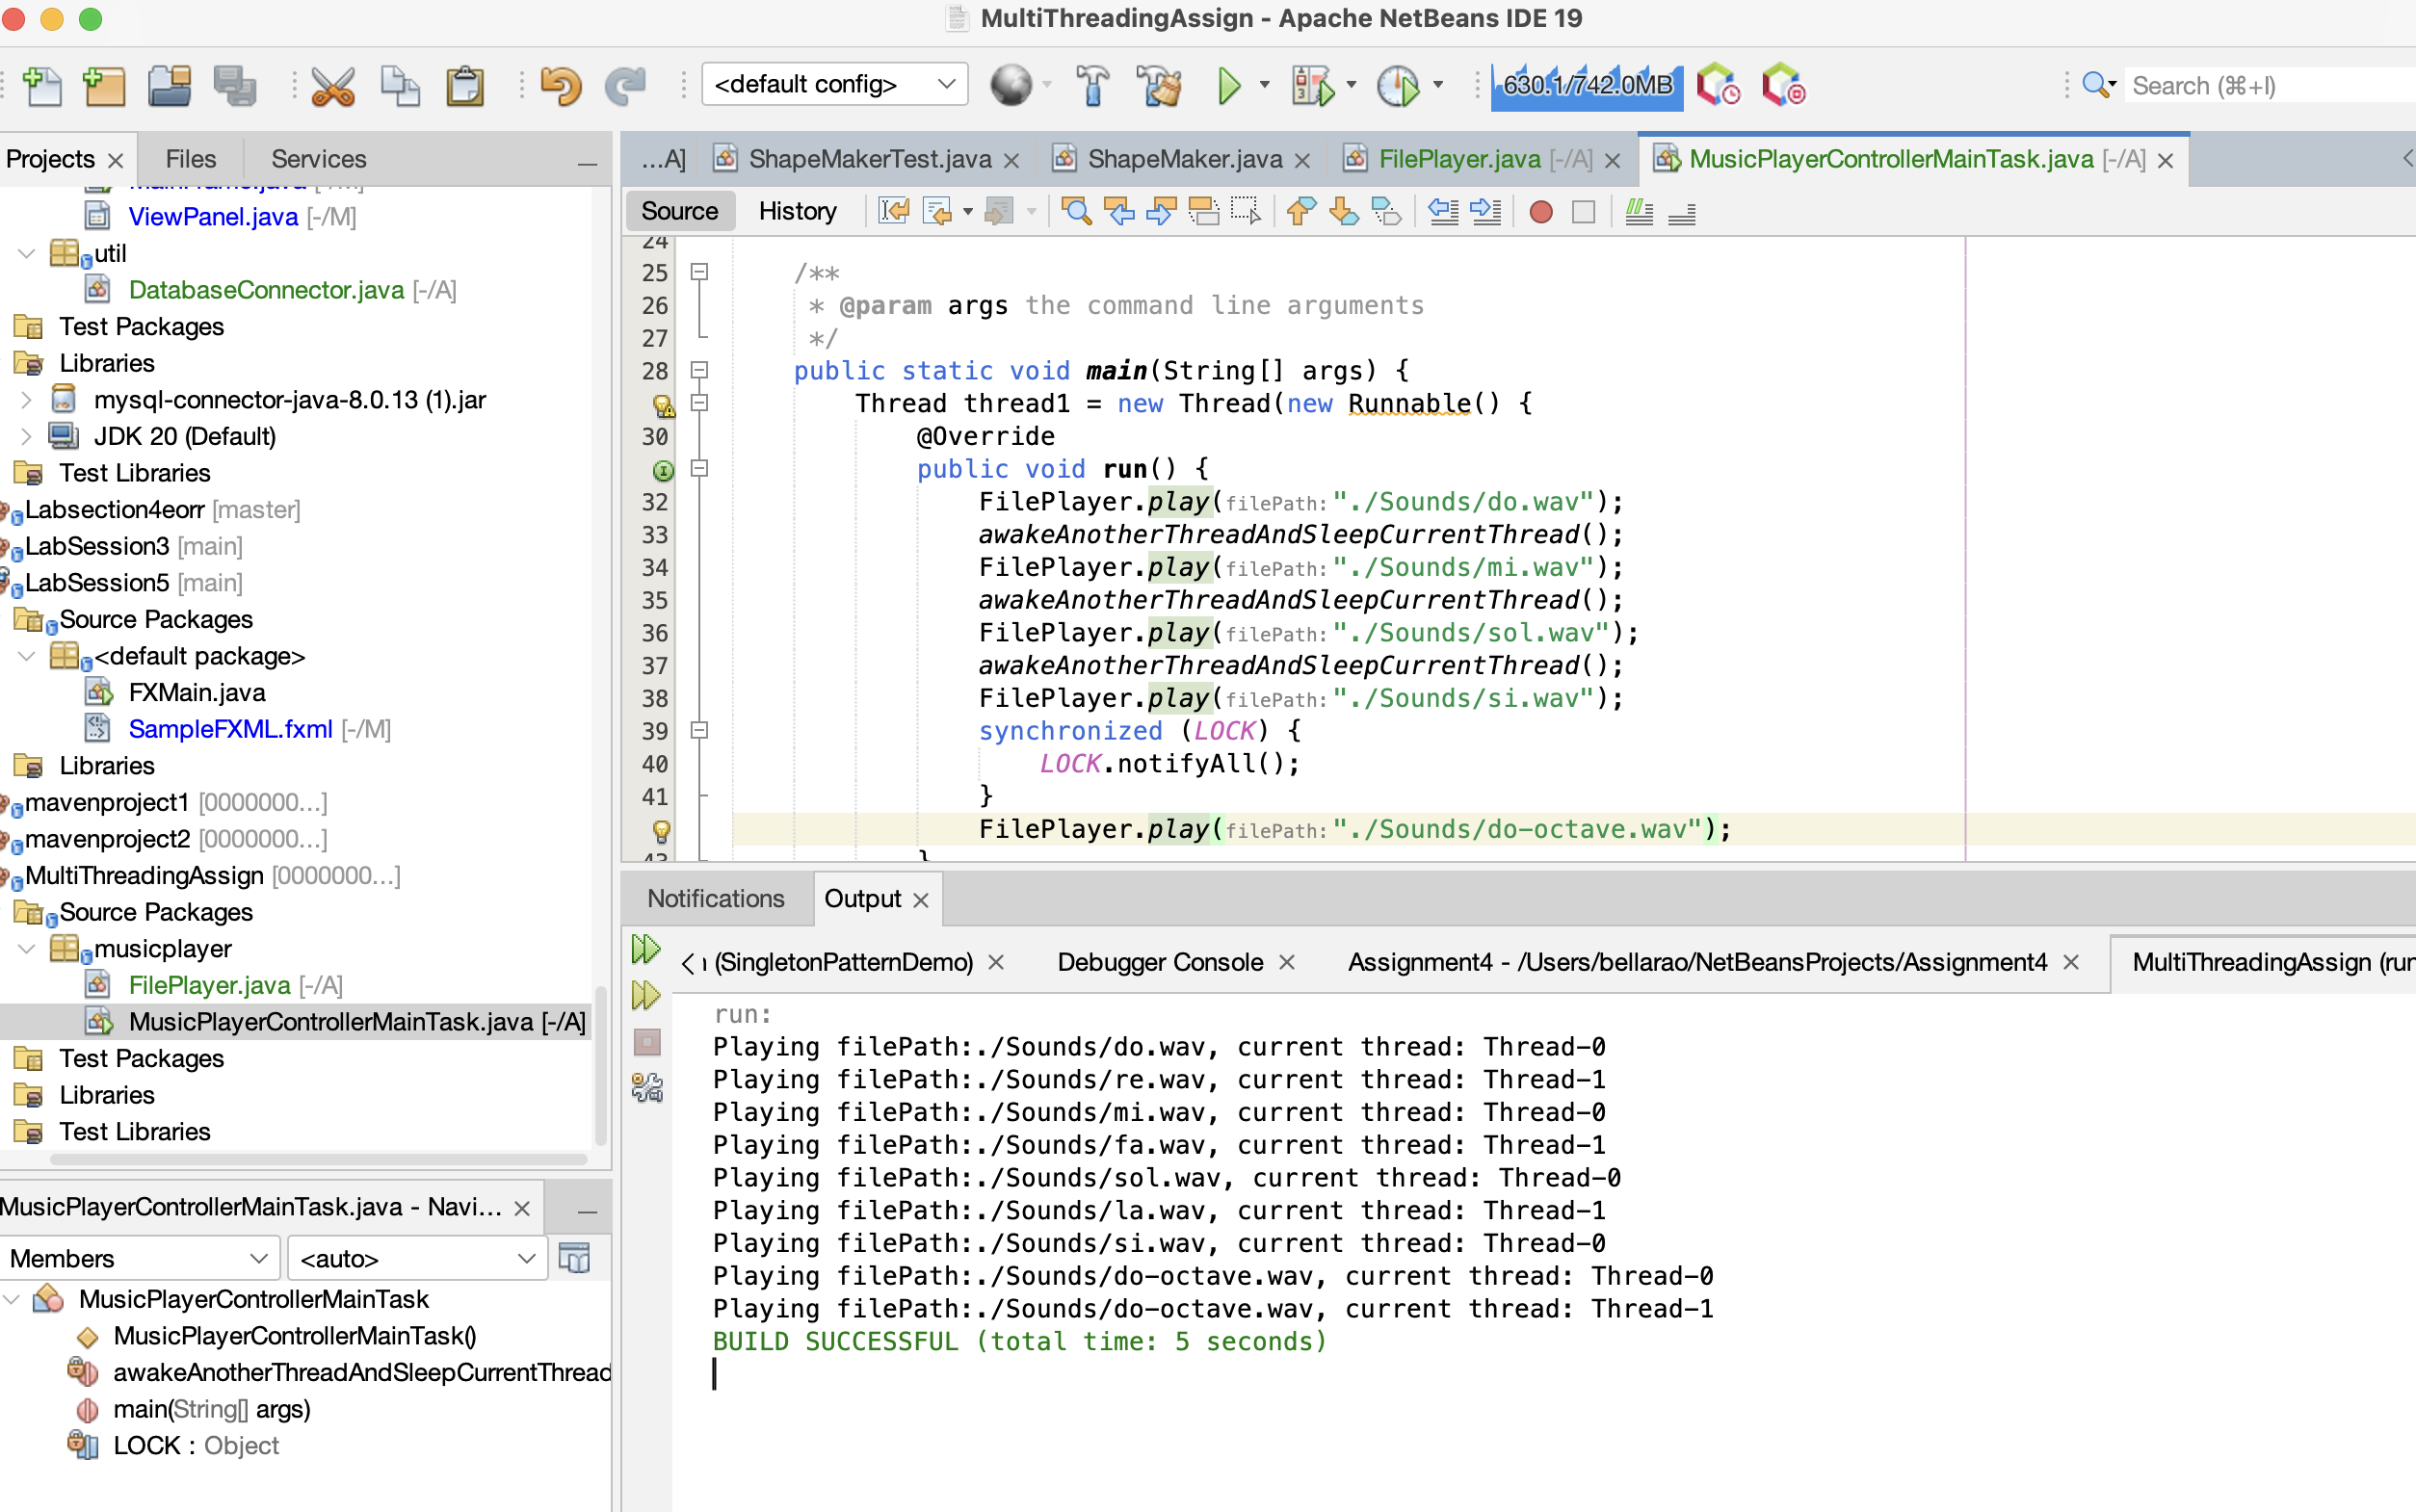 MultiThreadingAssign - Apache NetBeans IDE 19
<default config>
630.1/742.0MB
Search (⌘+I)
Projects
Files
Services
...A]
ShapeMakerTest.java
ShapeMaker.java
FilePlayer.java [-/A]
MusicPlayerControllerMainTask.java [-/A]
Source
History
MainFrame.java [-/M]
ViewPanel.java [-/M]
util
DatabaseConnector.java [-/A]
Test Packages
Libraries
mysql-connector-java-8.0.13 (1).jar
JDK 20 (Default)
Test Libraries
Labsection4eorr [master]
LabSession3 [main]
LabSession5 [main]
Source Packages
<default package>
FXMain.java
SampleFXML.fxml [-/M]
Libraries
mavenproject1 [0000000...]
mavenproject2 [0000000...]
MultiThreadingAssign [0000000...]
Source Packages
musicplayer
FilePlayer.java [-/A]
MusicPlayerControllerMainTask.java [-/A]
Test Packages
Libraries
Test Libraries
MusicPlayerControllerMainTask.java - Navi...
Members
<auto>
MusicPlayerControllerMainTask
MusicPlayerControllerMainTask()
awakeAnotherThreadAndSleepCurrentThread
main(String[] args)
LOCK : Object
24
25 /**
26 * @param args the command line arguments
27 */
28 public static void main(String[] args) {
Thread thread1 = new Thread(new Runnable() {
30 @Override
public void run() {
32 FilePlayer.play(filePath:"./Sounds/do.wav");
33 awakeAnotherThreadAndSleepCurrentThread();
34 FilePlayer.play(filePath:"./Sounds/mi.wav");
35 awakeAnotherThreadAndSleepCurrentThread();
36 FilePlayer.play(filePath:"./Sounds/sol.wav");
37 awakeAnotherThreadAndSleepCurrentThread();
38 FilePlayer.play(filePath:"./Sounds/si.wav");
39 synchronized (LOCK) {
40 LOCK.notifyAll();
41 }
FilePlayer.play(filePath:"./Sounds/do-octave.wav");
43 }
Notifications
Output
(SingletonPatternDemo)
Debugger Console
Assignment4 - /Users/bellarao/NetBeansProjects/Assignment4
MultiThreadingAssign (run
run:
Playing filePath:./Sounds/do.wav, current thread: Thread-0
Playing filePath:./Sounds/re.wav, current thread: Thread-1
Playing filePath:./Sounds/mi.wav, current thread: Thread-0
Playing filePath:./Sounds/fa.wav, current thread: Thread-1
Playing filePath:./Sounds/sol.wav, current thread: Thread-0
Playing filePath:./Sounds/la.wav, current thread: Thread-1
Playing filePath:./Sounds/si.wav, current thread: Thread-0
Playing filePath:./Sounds/do-octave.wav, current thread: Thread-0
Playing filePath:./Sounds/do-octave.wav, current thread: Thread-1
BUILD SUCCESSFUL (total time: 5 seconds)